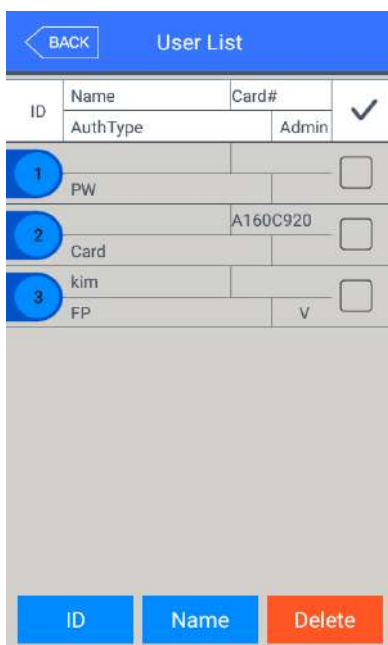 BACK User List
ID Name Card#
AuthType Admin
1
PW
2 A160C920
Card
3 kim
FP V
ID Name Delete